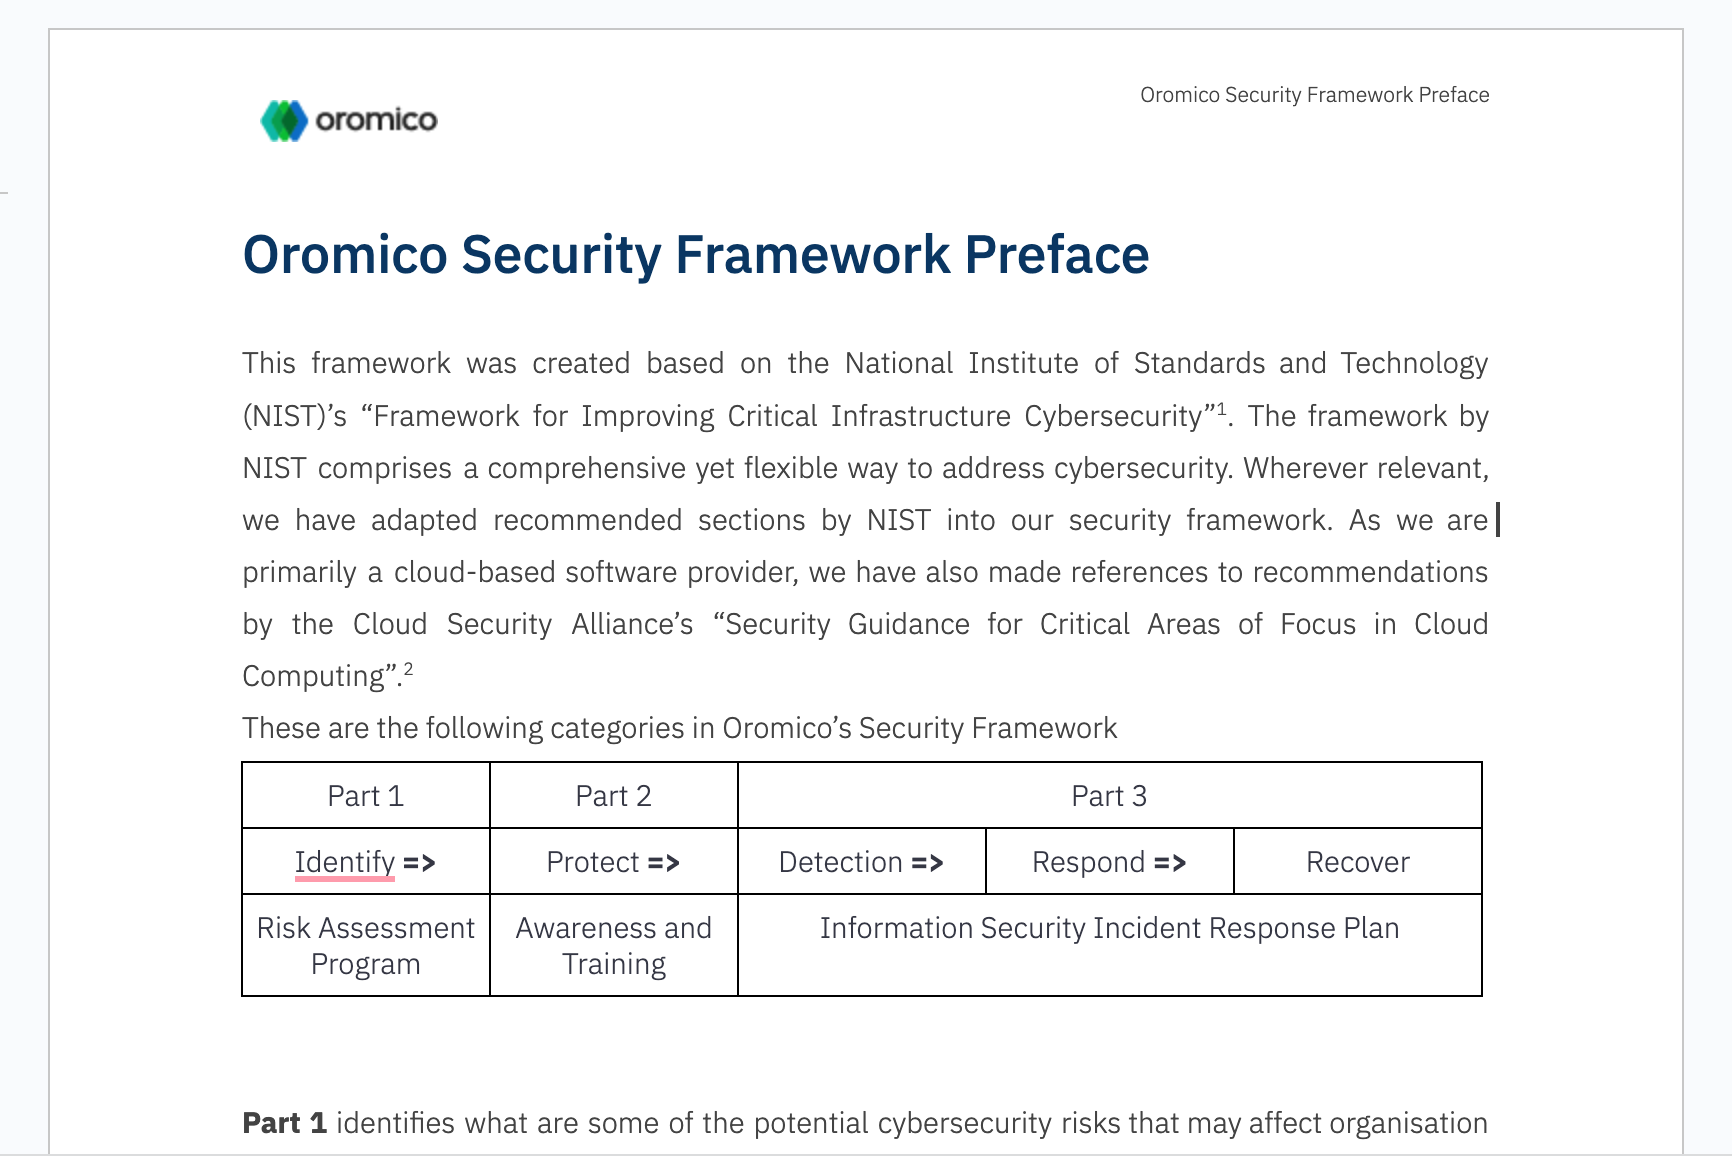 oromico
Oromico Security Framework Preface
Oromico Security Framework Preface
This framework was created based on the National Institute of Standards and Technology
(NIST)’s “Framework for Improving Critical Infrastructure Cybersecurity”¹. The framework by
NIST comprises a comprehensive yet flexible way to address cybersecurity. Wherever relevant,
we have adapted recommended sections by NIST into our security framework. As we are
primarily a cloud-based software provider, we have also made references to recommendations
by the Cloud Security Alliance’s “Security Guidance for Critical Areas of Focus in Cloud
Computing”.²
These are the following categories in Oromico’s Security Framework
Part 1 Part 2 Part 3
Identify => Protect => Detection => Respond => Recover
Risk Assessment Awareness and Information Security Incident Response Plan
Program Training
Part 1 identifies what are some of the potential cybersecurity risks that may affect organisation